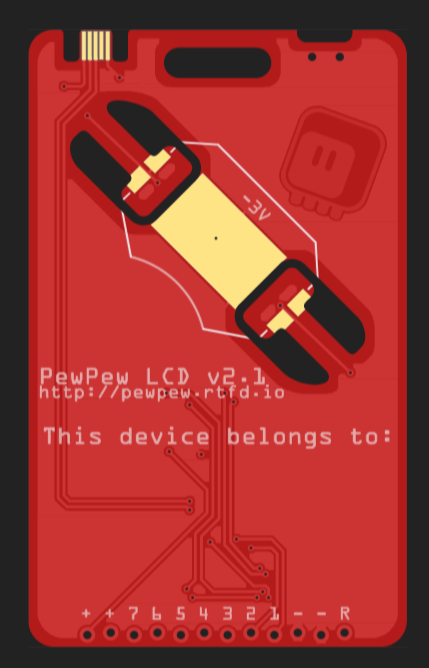 -3V
PewPew LCD v2.1
http://pewpew.rtfd.io
This device belongs to:
+ + 7 6 5 4 3 2 1 - - R